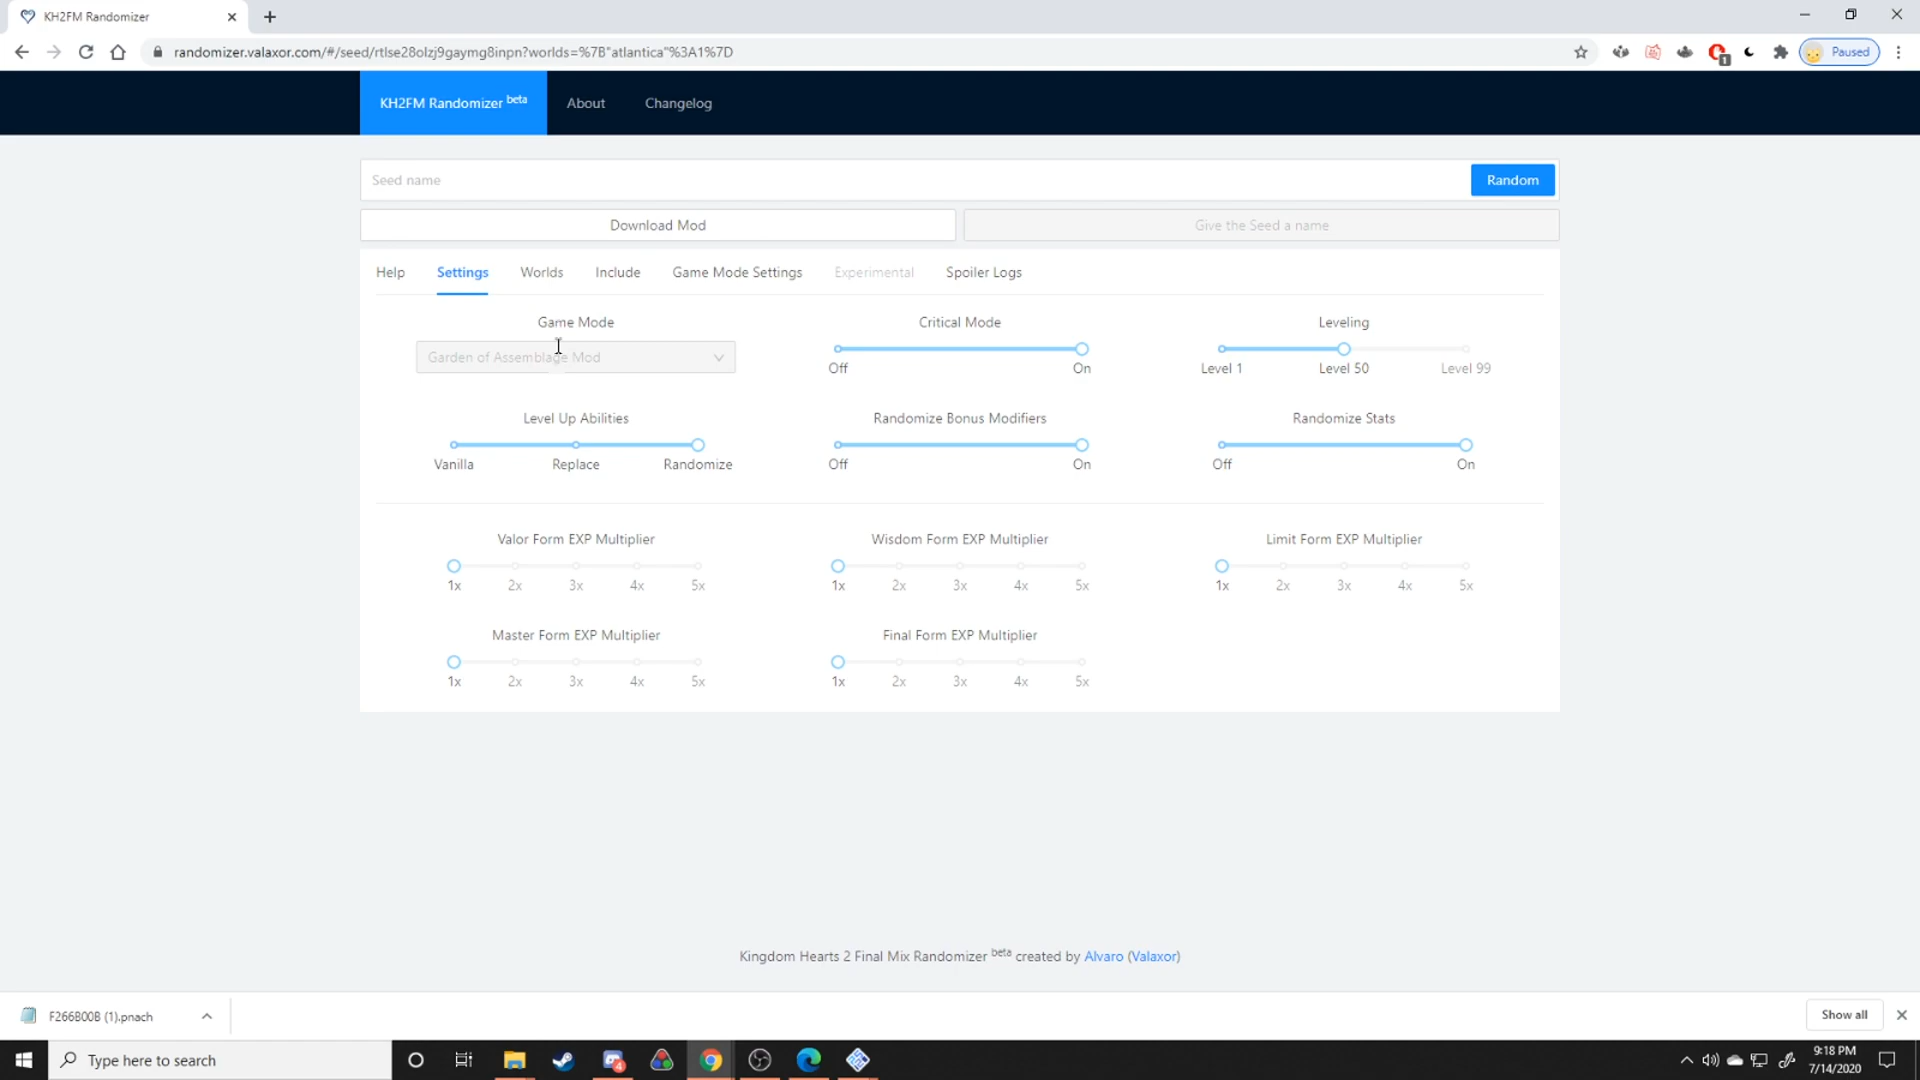 KH2FM Randomizer
randomizer.valaxor.com/#/seed/rtlse28olzj9gaymg8inpn?worlds=%7B"atlantica"%3A1%7D
1
Paused
KH2FM Randomizer beta About Changelog
Seed name
Random
Download Mod
Give the Seed a name
Help Settings Worlds Include Game Mode Settings Experimental Spoiler Logs
Game Mode Critical Mode Leveling
Garden of Assemblage Mod
Off On Level 1 Level 50 Level 99
Level Up Abilities Randomize Bonus Modifiers Randomize Stats
Vanilla Replace Randomize Off On Off On
Valor Form EXP Multiplier Wisdom Form EXP Multiplier Limit Form EXP Multiplier
1x 2x 3x 4x 5x 1x 2x 3x 4x 5x 1x 2x 3x 4x 5x
Master Form EXP Multiplier Final Form EXP Multiplier
1x 2x 3x 4x 5x 1x 2x 3x 4x 5x
Kingdom Hearts 2 Final Mix Randomizer beta created by Alvaro (Valaxor)
F266B00B (1).pnach
Show all
Type here to search
4
9:18 PM
7/14/2020